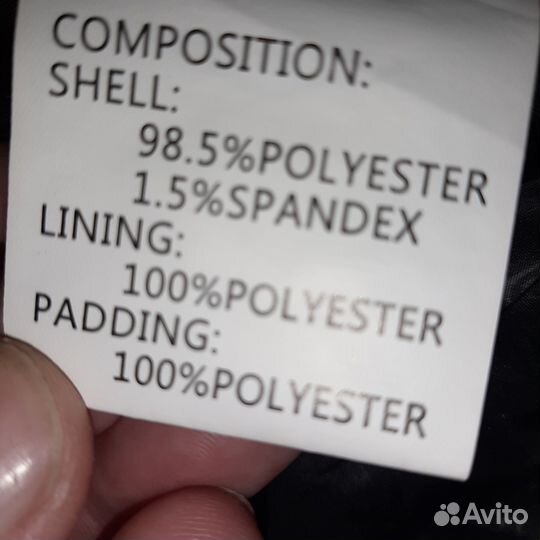 COMPOSITION:
SHELL:
98.5%POLYESTER
1.5%SPANDEX
LINING:
100%POLYESTER
PADDING:
100%POLYESTER
Avito